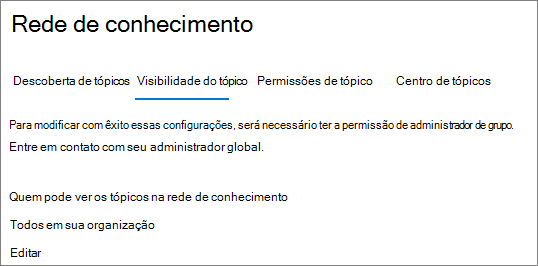 Rede de conhecimento
Descoberta de tópicos Visibilidade do tópico Permissões de tópico Centro de tópicos
Para modificar com êxito essas configurações, será necessário ter a permissão de administrador de grupo.
Entre em contato com seu administrador global.
Quem pode ver os tópicos na rede de conhecimento
Todos em sua organização
Editar